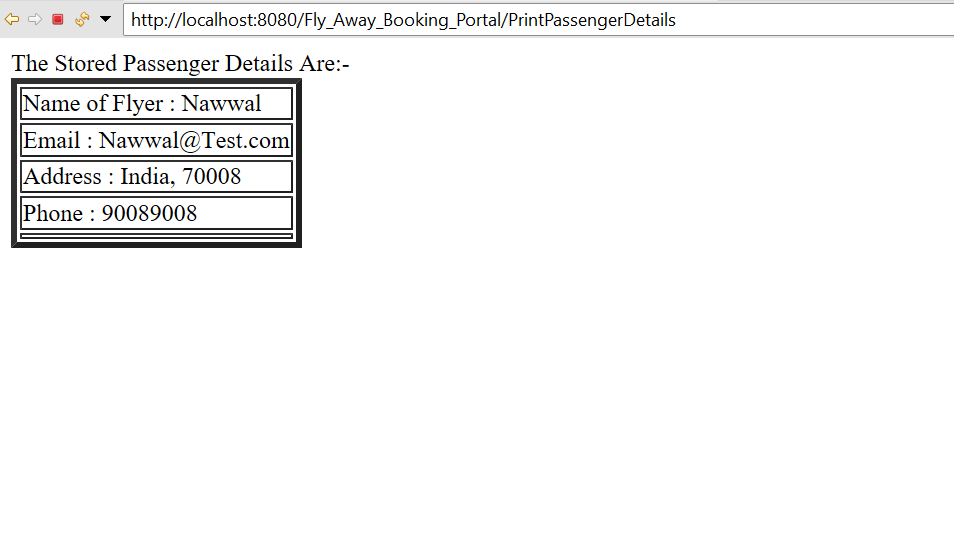 http://localhost:8080/Fly_Away_Booking_Portal/PrintPassengerDetails
The Stored Passenger Details Are:-
Name of Flyer : Nawwal
Email : Nawwal@Test.com
Address : India, 70008
Phone : 90089008